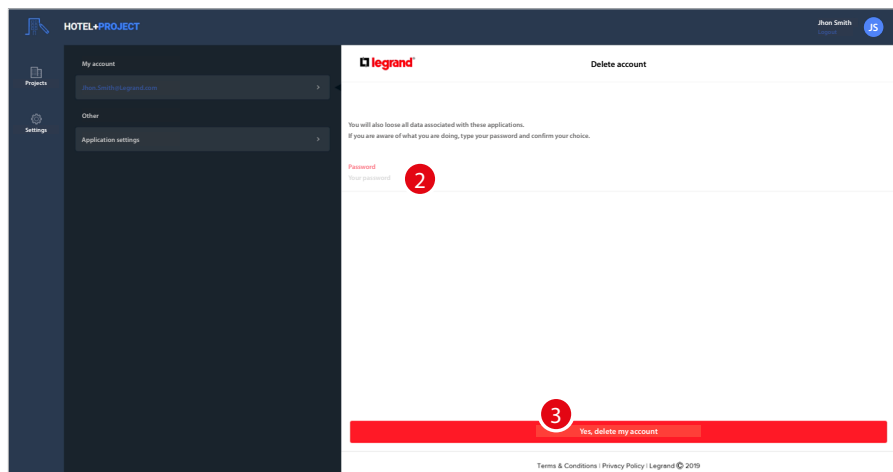 HOTEL+PROJECT
Jhon Smith
Logout
JS
Projects
Settings
My account
Jhon.Smith@Legrand.com
Other
Application settings
legrand®
Delete account
You will also loose all data associated with these applications.
If you are aware of what you are doing, type your password and confirm your choice.
Password
Your password
2
3
Yes, delete my account
Terms & Conditions | Privacy Policy | Legrand © 2019